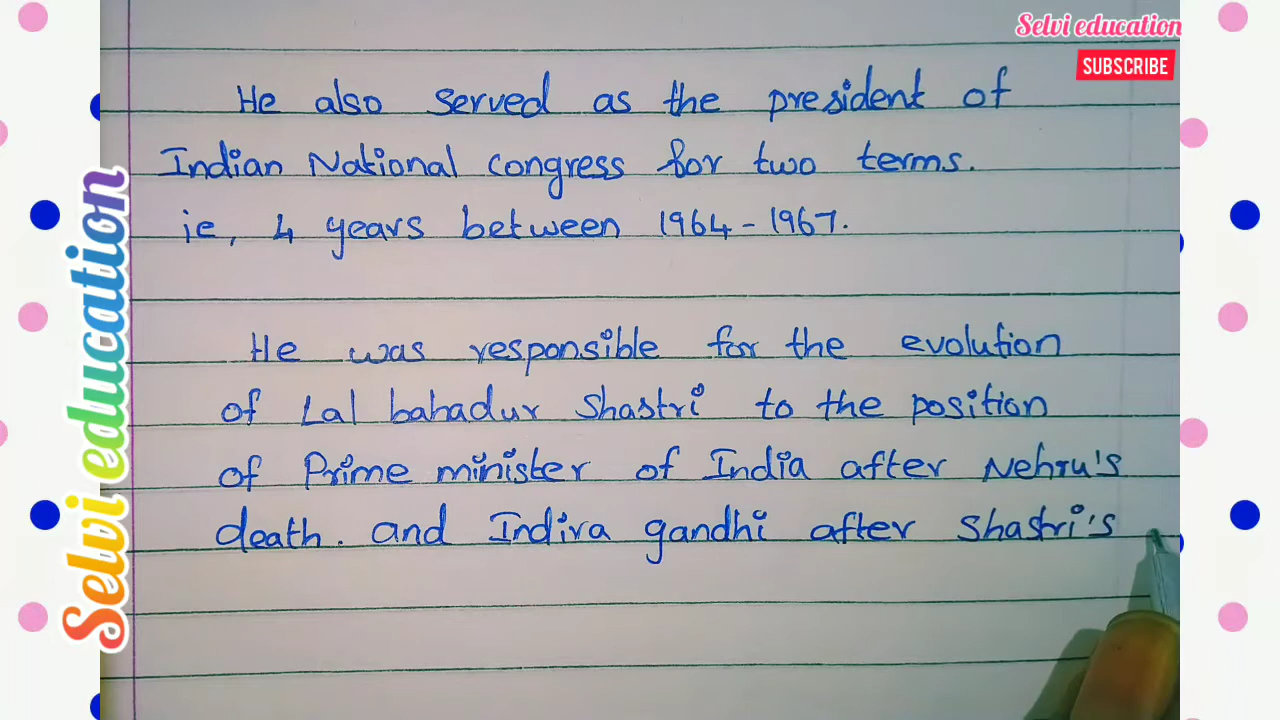 Selvi education
SUBSCRIBE
He also served as the president of
Indian National congress for two terms.
ie, 4 years between 1964 - 1967.
He was responsible for the evolution
of Lal bahadur Shastri to the position
of Prime minister of India after Nehru's
death. and Indira gandhi after Shastri's
Selvi education